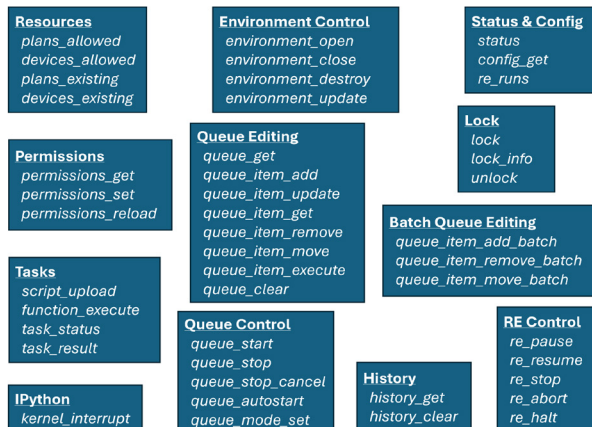 Resources
plans_allowed
devices_allowed
plans_existing
devices_existing
Environment Control
environment_open
environment_close
environment_destroy
environment_update
Status & Config
status
config_get
re_runs
Permissions
permissions_get
permissions_set
permissions_reload
Queue Editing
queue_get
queue_item_add
queue_item_update
queue_item_get
queue_item_remove
queue_item_move
queue_item_execute
queue_clear
Lock
lock
lock_info
unlock
Batch Queue Editing
queue_item_add_batch
queue_item_remove_batch
queue_item_move_batch
Tasks
script_upload
function_execute
task_status
task_result
Queue Control
queue_start
queue_stop
queue_stop_cancel
queue_autostart
queue_mode_set
RE Control
re_pause
re_resume
re_stop
re_abort
re_halt
IPython
kernel_interrupt
History
history_get
history_clear